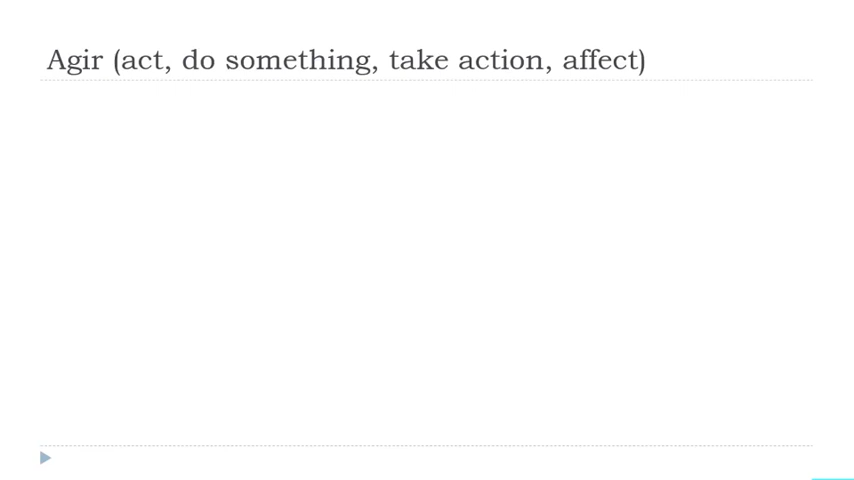 Agir (act, do something, take action, affect)